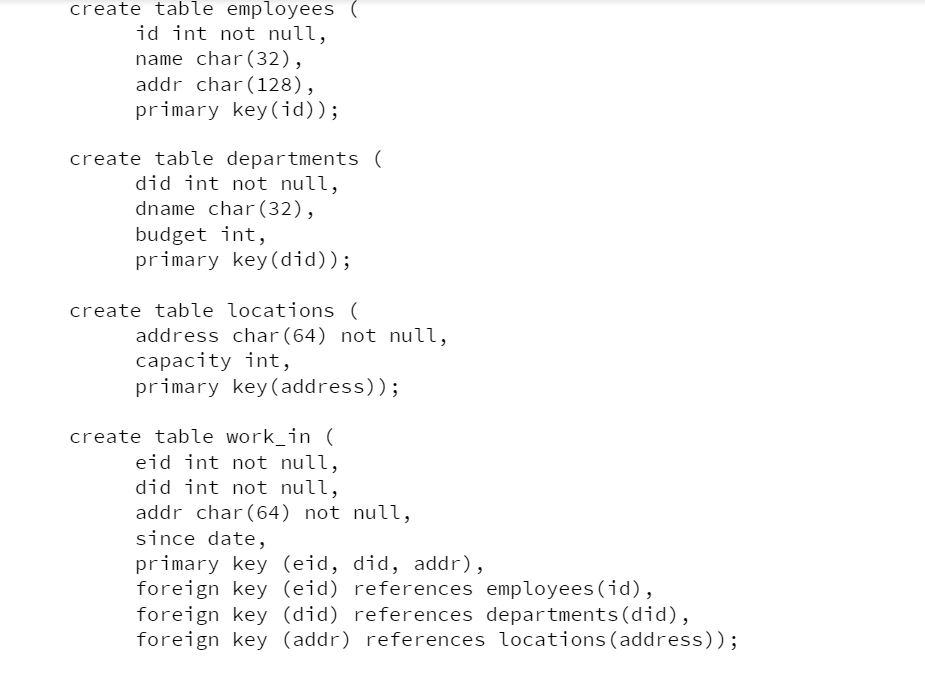 create table employees (
id int not null,
name char(32),
addr char(128),
primary key(id));
create table departments (
did int not null,
dname char(32),
budget int,
primary key(did));
create table locations (
address char(64) not null,
capacity int,
primary key(address));
create table work_in (
eid int not null,
did int not null,
addr char(64) not null,
since date,
primary key (eid, did, addr),
foreign key (eid) references employees(id),
foreign key (did) references departments(did),
foreign key (addr) references locations(address));